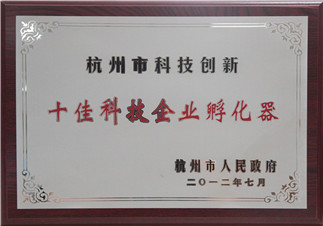 杭州市科技创新
十佳科技企业孵化器
杭州市人民政府
二〇一二年七月